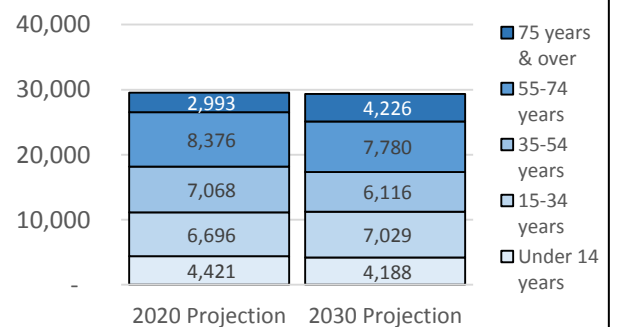 40,000
30,000
20,000
10,000
-
2,993
8,376
7,068
6,696
4,421
4,226
7,780
6,116
7,029
4,188
2020 Projection
2030 Projection
75 years
& over
55-74
years
35-54
years
15-34
years
Under 14
years